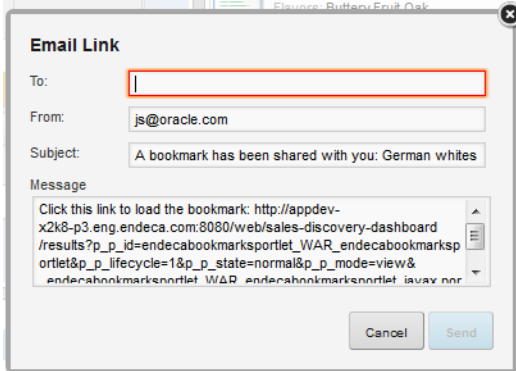 Flavors: Buttery Fruit Oak
Email Link
To:
From: js@oracle.com
Subject: A bookmark has been shared with you: German whites
Message
Click this link to load the bookmark: http://appdev-
x2k8-p3.eng.endeca.com:8080/web/sales-discovery-dashboard
/results?p_p_id=endecabookmarksportlet_WAR_endecabookmarksp
ortlet&p_p_lifecycle=1&p_p_state=normal&p_p_mode=view&
_endecabookmarksportlet_WAR_endecabookmarksportlet_javax.por
Cancel Send